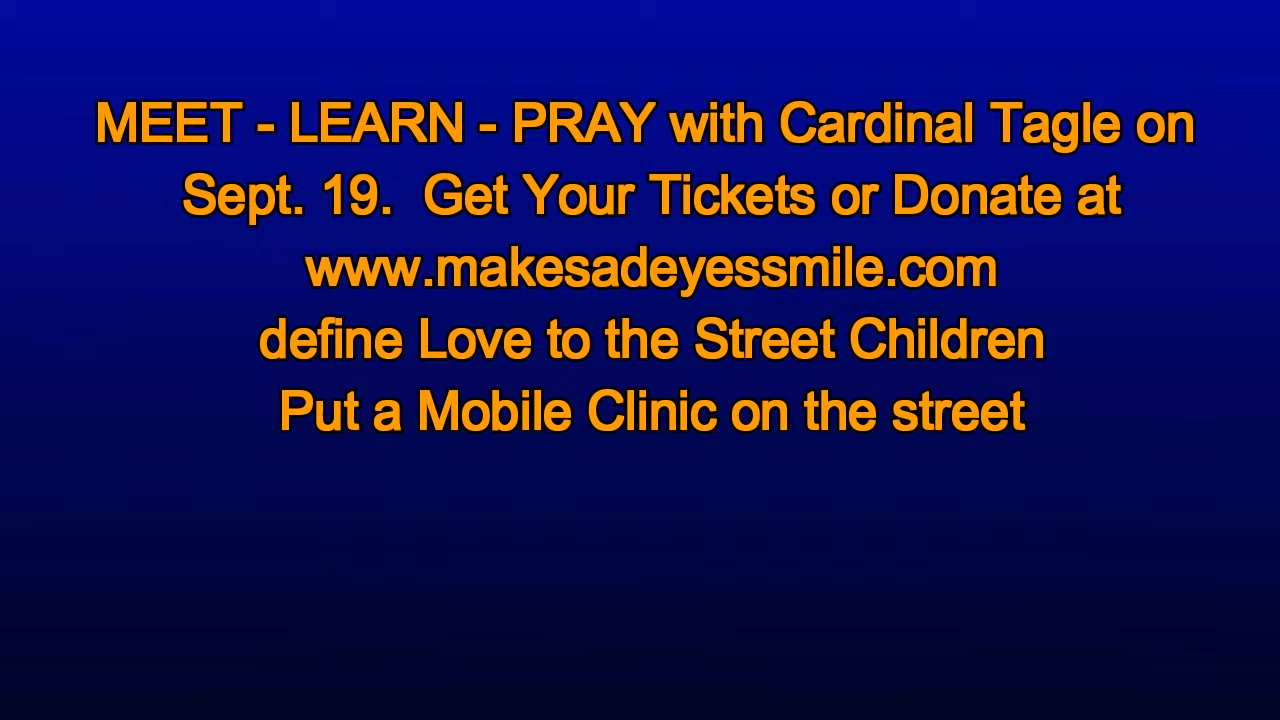 MEET - LEARN - PRAY with Cardinal Tagle on
Sept. 19.  Get Your Tickets or Donate at
www.makesadeyessmile.com
define Love to the Street Children
Put a Mobile Clinic on the street